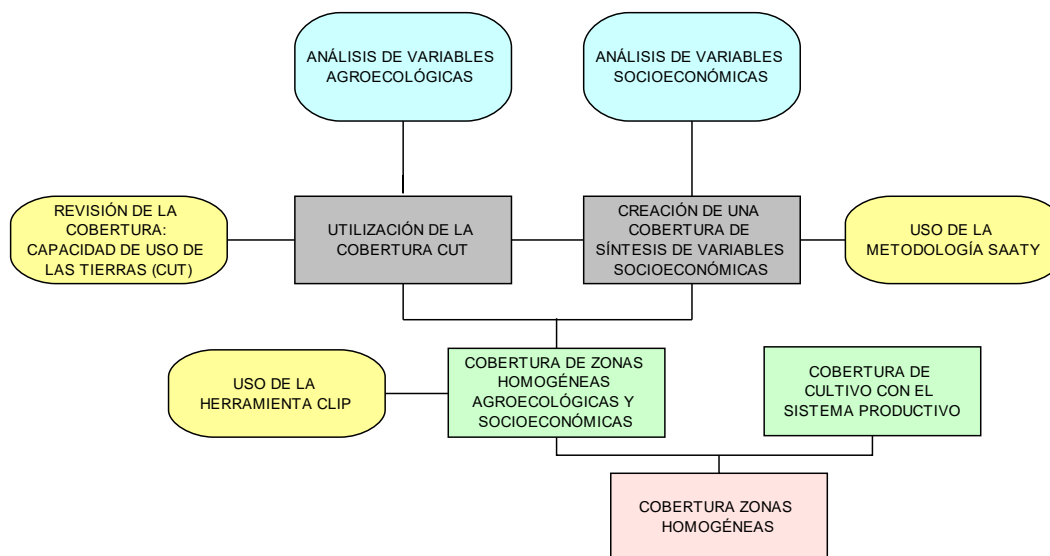 ANÁLISIS DE VARIABLES
AGROECOLÓGICAS
ANÁLISIS DE VARIABLES
SOCIOECONÓMICAS
REVISIÓN DE LA
COBERTURA:
CAPACIDAD DE USO DE
LAS TIERRAS (CUT)
UTILIZACIÓN DE LA
COBERTURA CUT
CREACIÓN DE UNA
COBERTURA DE
SÍNTESIS DE VARIABLES
SOCIOECONÓMICAS
USO DE LA
METODOLOGÍA SAATY
USO DE LA
HERRAMIENTA CLIP
COBERTURA DE ZONAS
HOMOGÉNEAS
AGROECOLÓGICAS Y
SOCIOECONÓMICAS
COBERTURA DE
CULTIVO CON EL
SISTEMA PRODUCTIVO
COBERTURA ZONAS
HOMOGÉNEAS